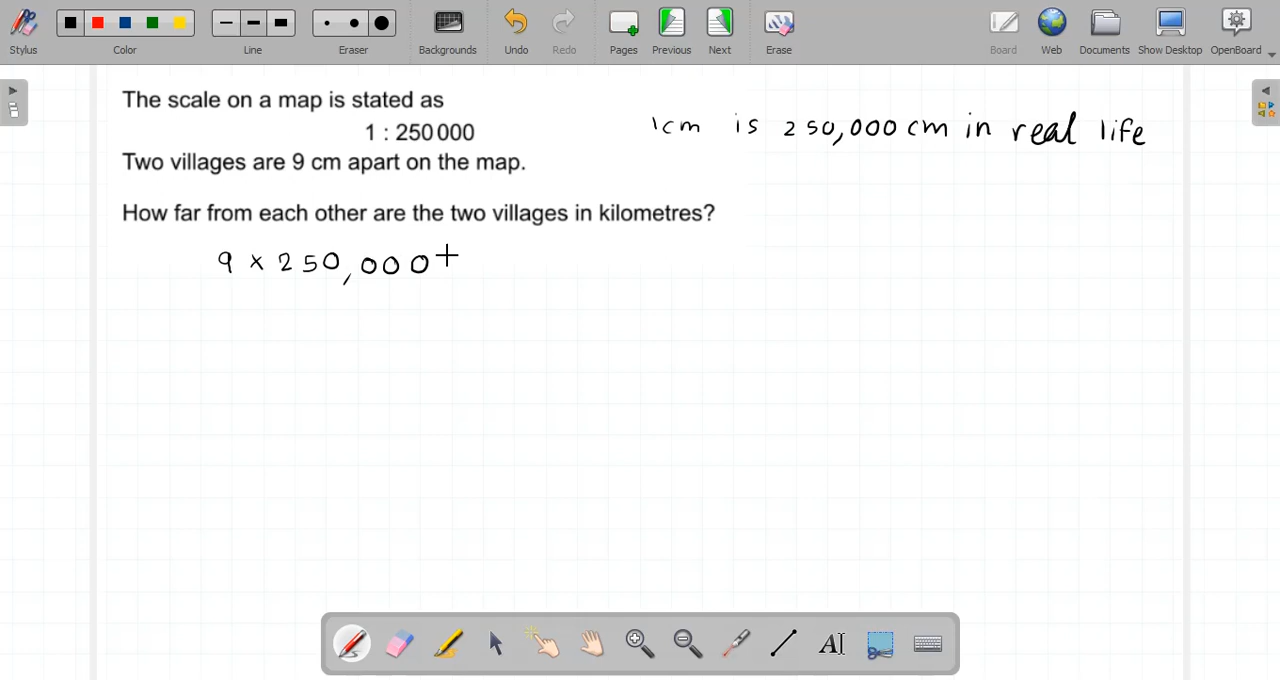 Stylus Color Line Eraser Backgrounds Undo Redo Pages Previous Next Erase Board Web Documents Show Desktop OpenBoard
The scale on a map is stated as
1 : 250 000
1cm is 250,000 cm in real life
Two villages are 9 cm apart on the map.
How far from each other are the two villages in kilometres?
9 × 250,000
AI